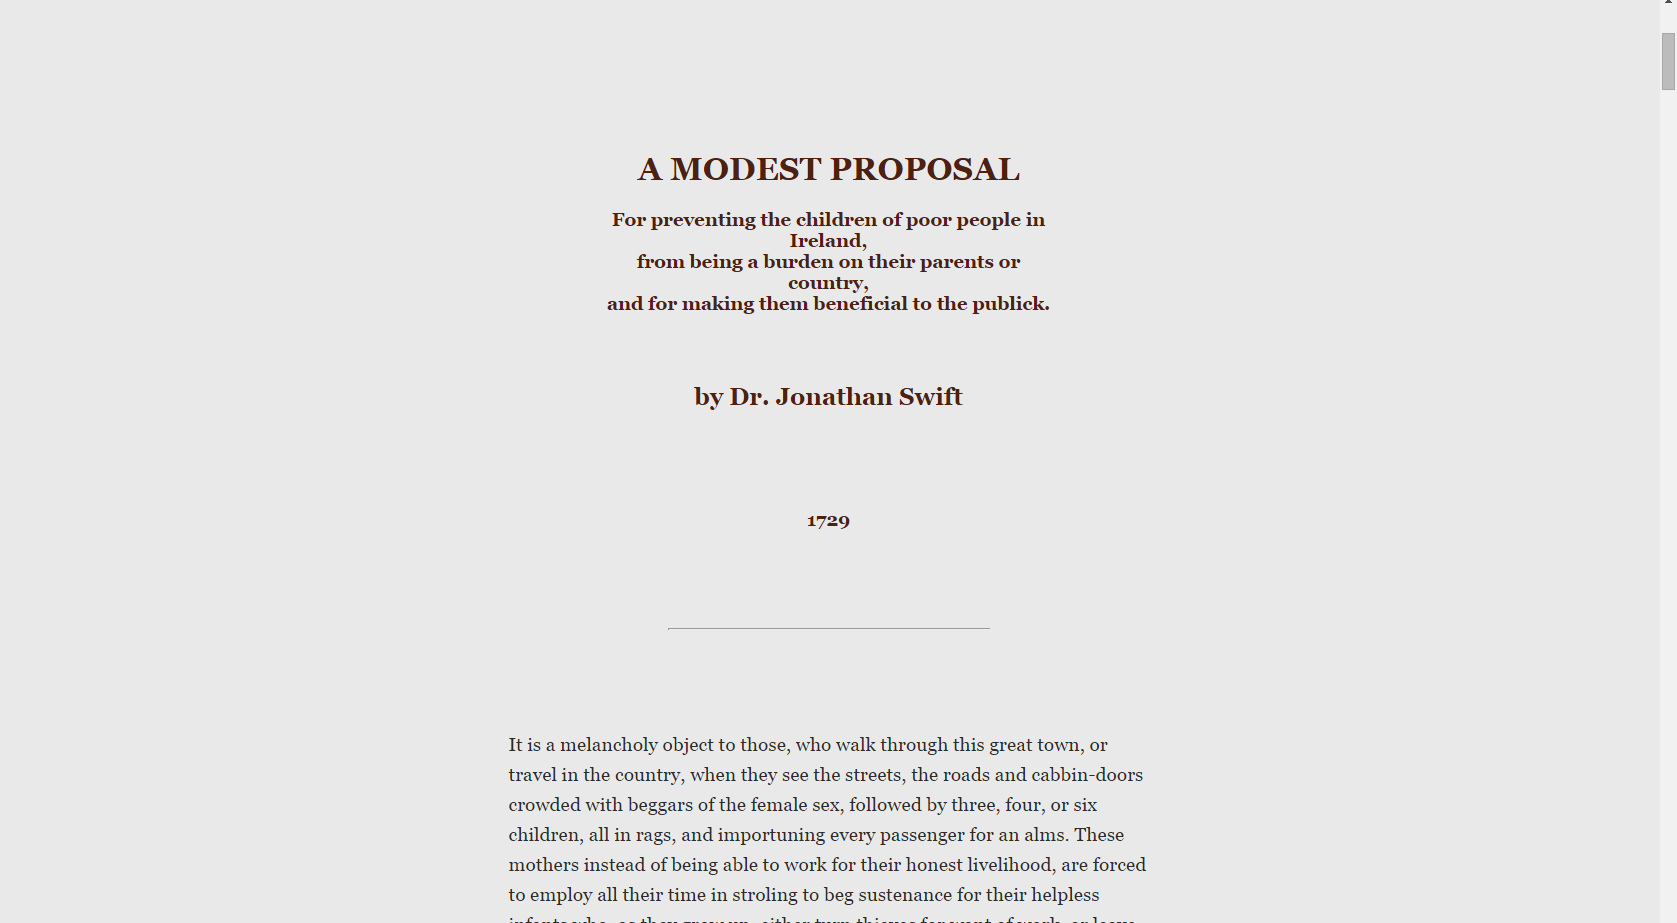 A MODEST PROPOSAL
For preventing the children of poor people in
Ireland,
from being a burden on their parents or
country,
and for making them beneficial to the publick.
by Dr. Jonathan Swift
1729
It is a melancholy object to those, who walk through this great town, or
travel in the country, when they see the streets, the roads and cabbin-doors
crowded with beggars of the female sex, followed by three, four, or six
children, all in rags, and importuning every passenger for an alms. These
mothers instead of being able to work for their honest livelihood, are forced
to employ all their time in stroling to beg sustenance for their helpless